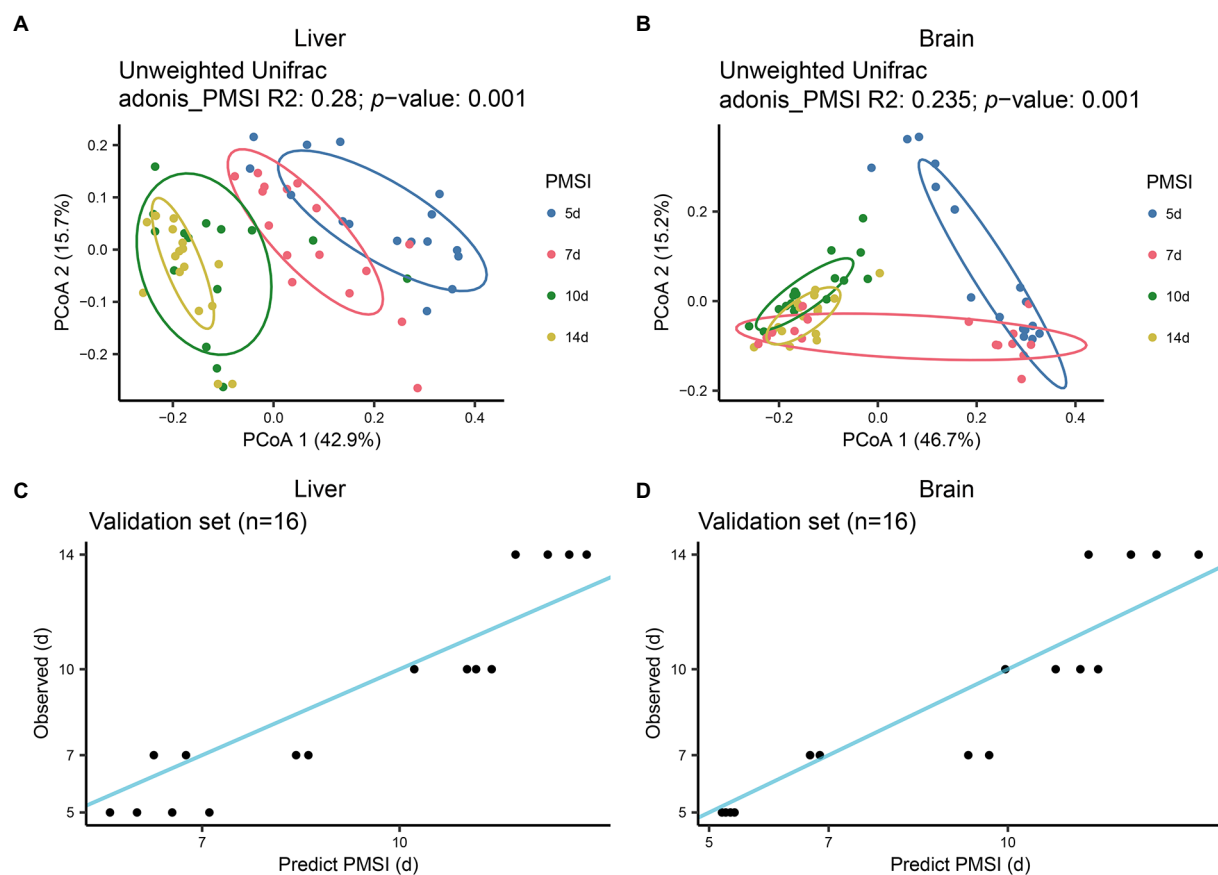 A
Liver
Unweighted Unifrac
adonis_PMSI R2: 0.28; p−value: 0.001
PCoA 2 (15.7%)
0.2
0.1
0.0
−0.1
−0.2
−0.2
0.0
0.2
0.4
PCoA 1 (42.9%)
PMSI
5d
7d
10d
14d
B
Brain
Unweighted Unifrac
adonis_PMSI R2: 0.235; p−value: 0.001
PCoA 2 (15.2%)
0.2
0.0
−0.2
−0.2
0.0
0.2
0.4
PCoA 1 (46.7%)
PMSI
5d
7d
10d
14d
C
Liver
Validation set (n=16)
Observed (d)
14
10
7
5
7
10
Predict PMSI (d)
D
Brain
Validation set (n=16)
Observed (d)
14
10
7
5
5
7
10
Predict PMSI (d)